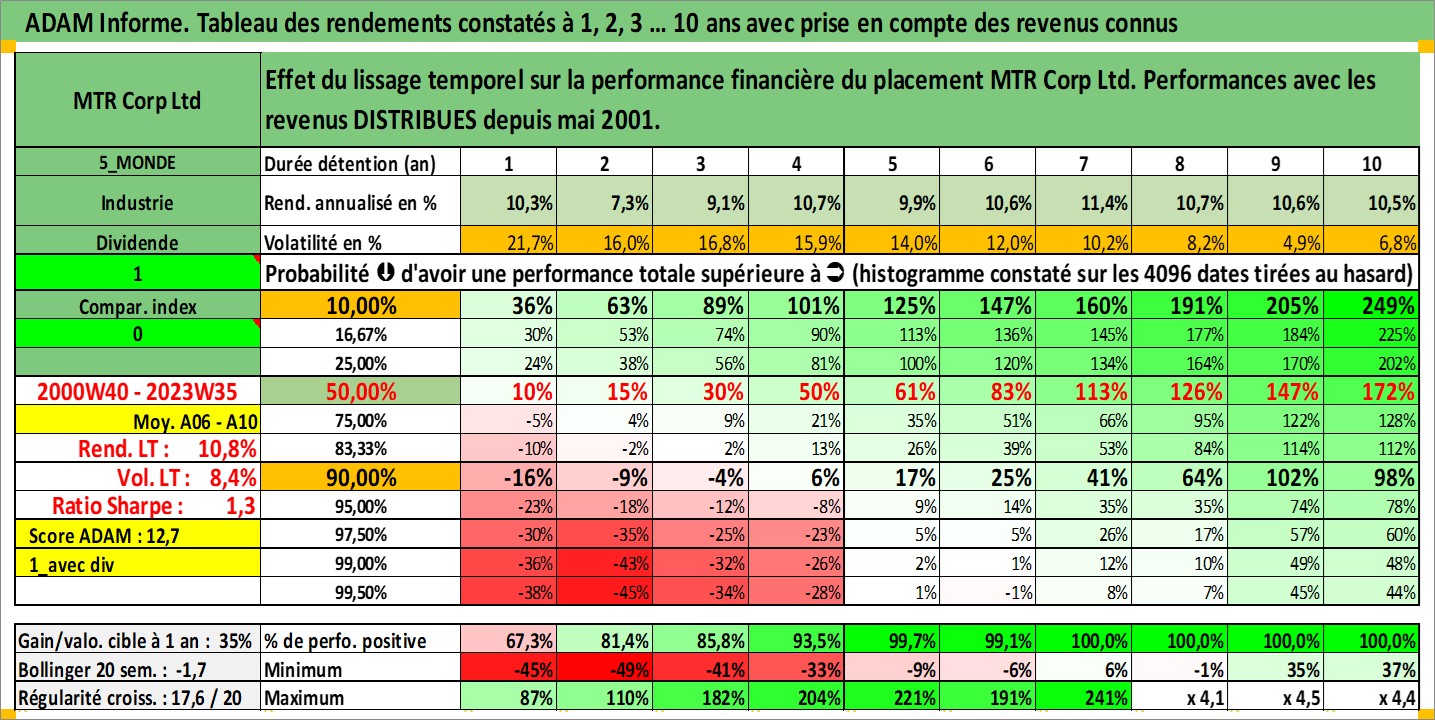 ADAM Informe. Tableau des rendements constatés à 1, 2, 3 ... 10 ans avec prise en compte des revenus connus
MTR Corp Ltd
Effet du lissage temporel sur la performance financière du placement MTR Corp Ltd. Performances avec les
revenus DISTRIBUES depuis mai 2001.
5_MONDE Durée détention (an) 1 2 3 4 5 6 7 8 9 10
Industrie Rend. annualisé en % 10,3% 7,3% 9,1% 10,7% 9,9% 10,6% 11,4% 10,7% 10,6% 10,5%
Dividende Volatilité en % 21,7% 16,0% 16,8% 15,9% 14,0% 12,0% 10,2% 8,2% 4,9% 6,8%
1 Probabilité d'avoir une performance totale supérieure à (histogramme constaté sur les 4096 dates tirées au hasard)
Compar. index 10,00% 36% 63% 89% 101% 125% 147% 160% 191% 205% 249%
0 16,67% 30% 53% 74% 90% 113% 136% 145% 177% 184% 225%
25,00% 24% 38% 56% 81% 100% 120% 134% 164% 170% 202%
2000W40 - 2023W35 50,00% 10% 15% 30% 50% 61% 83% 113% 126% 147% 172%
Moy. A06 - A10 75,00% -5% 4% 9% 21% 35% 51% 66% 95% 122% 128%
Rend. LT : 10,8% 83,33% -10% -2% 2% 13% 26% 39% 53% 84% 114% 112%
Vol. LT : 8,4% 90,00% -16% -9% -4% 6% 17% 25% 41% 64% 102% 98%
Ratio Sharpe : 1,3 95,00% -23% -18% -12% -8% 9% 14% 35% 35% 74% 78%
Score ADAM : 12,7 97,50% -30% -35% -25% -23% 5% 5% 26% 17% 57% 60%
1_avec div 99,00% -36% -43% -32% -26% 2% 1% 12% 10% 49% 48%
99,50% -38% -45% -34% -28% 1% -1% 8% 7% 45% 44%
Gain/valo. cible à 1 an : 35% % de perfo. positive 67,3% 81,4% 85,8% 93,5% 99,7% 99,1% 100,0% 100,0% 100,0% 100,0%
Bollinger 20 sem. : -1,7 Minimum -45% -49% -41% -33% -9% -6% 6% -1% 35% 37%
Régularité croiss. : 17,6 / 20 Maximum 87% 110% 182% 204% 221% 191% 241% x 4,1 x 4,5 x 4,4